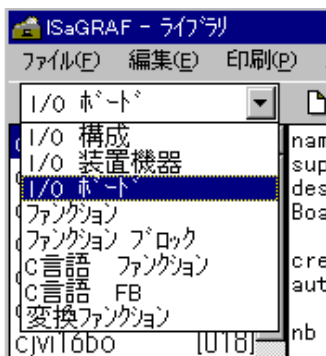 ISaGRAF - ﾗｲﾌﾞﾗﾘ
ﾌｧｲﾙ(F) 編集(E) 印刷(P)
I/O ﾎﾞｰﾄﾞ
I/O 構成
I/O 装置機器
I/O ﾎﾞｰﾄﾞ
ﾌｧﾝｸｼｮﾝ
ﾌｧﾝｸｼｮﾝ ﾌﾞﾛｯｸ
C言語 ﾌｧﾝｸｼｮﾝ
C言語 FB
変換ﾌｧﾝｸｼｮﾝ
cjvi16bo [U18]
nam
sup
des
Boa
cre
aut
nb